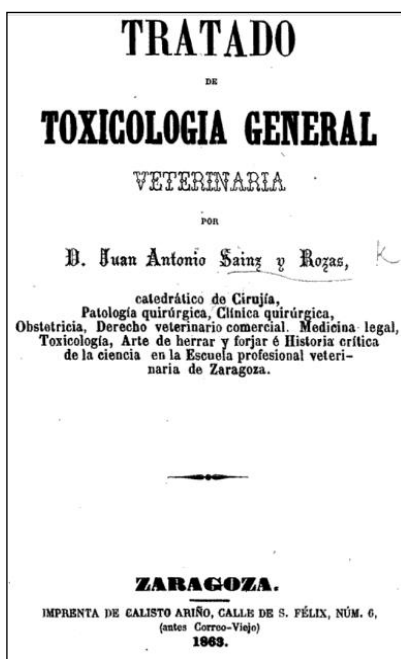 TRATADO
DE
TOXICOLOGIA GENERAL
VETERINARIA
POR
D. Juan Antonio Sainz y Rozas,
K
catedrático de Cirujía,
Patología quirúrgica, Clínica quirúrgica,
Obstetricia, Derecho veterinario comercial. Medicina legal,
Toxicología, Arte de herrar y forjar é Historia crítica
de la ciencia en la Escuela profesional veteri-
naria de Zaragoza.
ZARAGOZA.
IMPRENTA DE CALISTO ARIÑO, CALLE DE S. FÉLIX, NÚM. 6,
(antes Correo-Viejo)
1863.